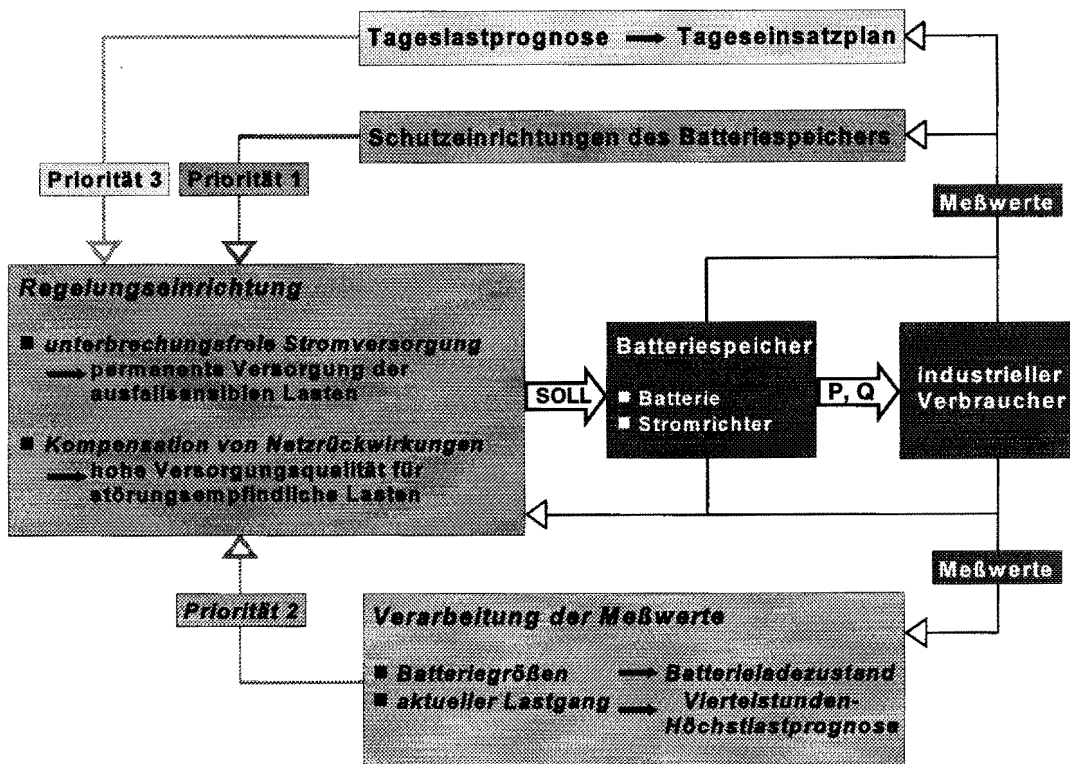 Tageslastprognose → Tageseinsatzplan
Schutzeinrichtungen des Batteriespeichers
Priorität 3
Priorität 1
Meßwerte
Regelungseinrichtung
■ unterbrechungsfreie Stromversorgung
→ permanente Versorgung der
ausfallsensiblen Lasten
■ Kompensation von Netzrückwirkungen
→ hohe Versorgungsqualität für
störungsempfindliche Lasten
SOLL
Batteriespeicher
■ Batterie
■ Stromrichter
P, Q
industrieller
Verbraucher
Meßwerte
Priorität 2
Verarbeitung der Meßwerte
■ Batteriegrößen → Batterieladezustand
■ aktueller Lastgang → Viertelstunden-
Höchstlastprognose